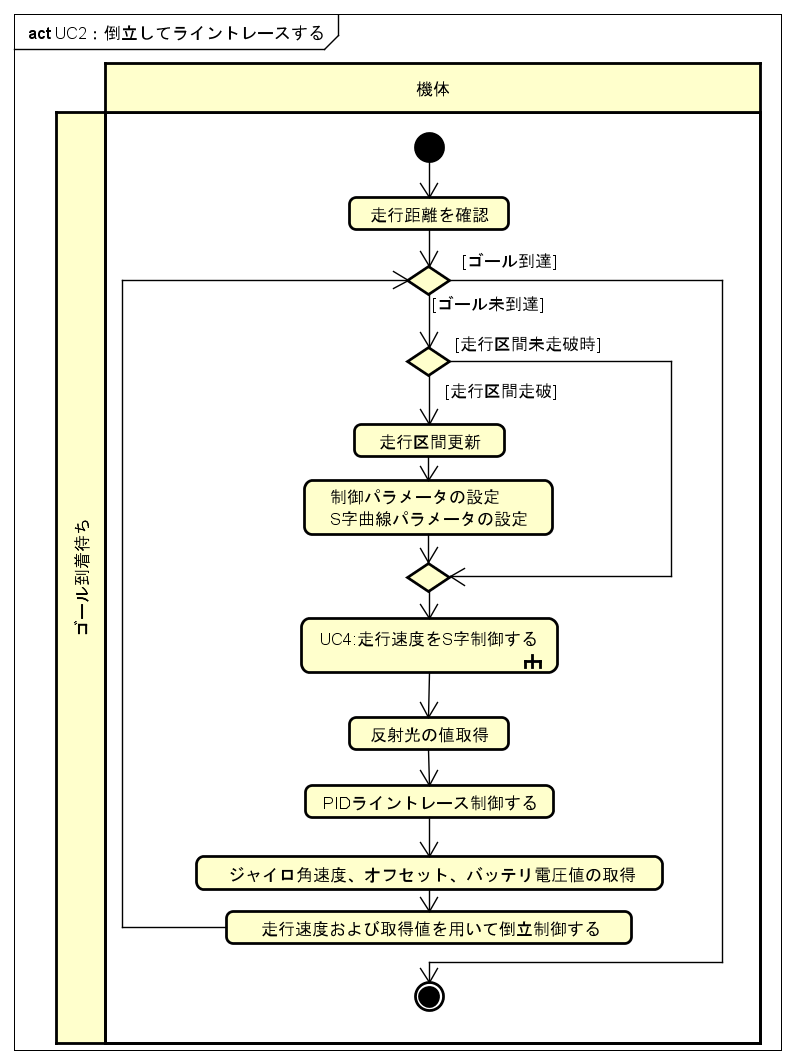 act UC2：倒立してライントレースする
機体
ゴール到着待ち
走行距離を確認
[ゴール到達]
[ゴール未到達]
[走行区間未走破時]
[走行区間走破]
走行区間更新
制御パラメータの設定
S字曲線パラメータの設定
UC4:走行速度をS字制御する
反射光の値取得
PIDライントレース制御する
ジャイロ角速度、オフセット、バッテリ電圧値の取得
走行速度および取得値を用いて倒立制御する